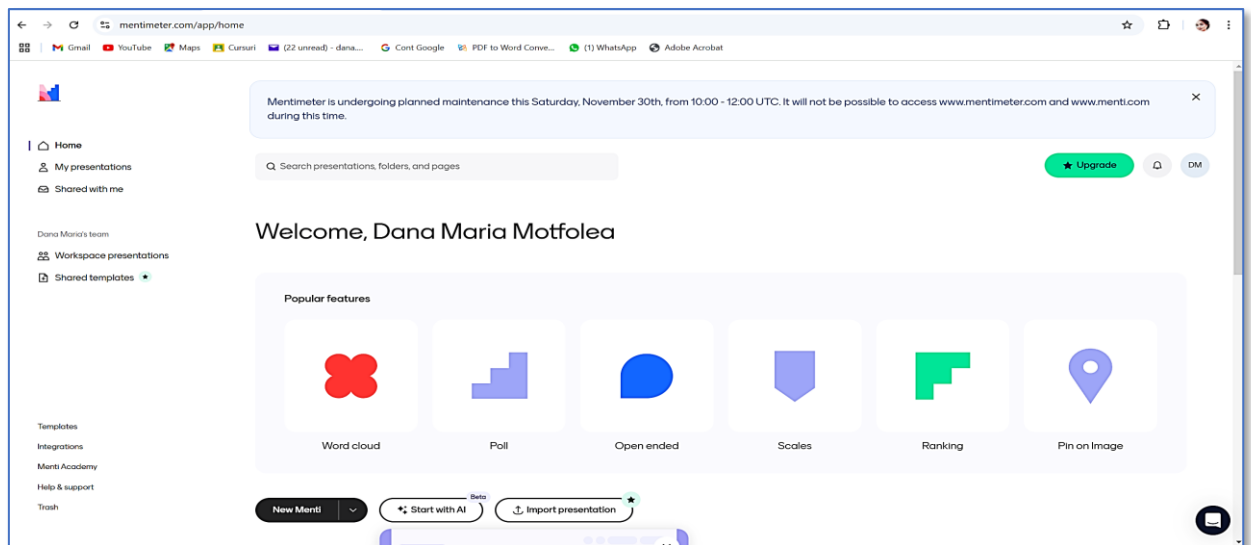 mentimeter.com/app/home
Gmail YouTube Maps Cursuri (22 unread) - dana.... Cont Google PDF to Word Conve... (1) WhatsApp Adobe Acrobat
Mentimeter is undergoing planned maintenance this Saturday, November 30th, from 10:00 - 12:00 UTC. It will not be possible to access www.mentimeter.com and www.menti.com
during this time.
Home
My presentations
Shared with me
Search presentations, folders, and pages
Upgrade
DM
Dana Maria's team
Workspace presentations
Shared templates
Welcome, Dana Maria Motfolea
Popular features
Word cloud
Poll
Open ended
Scales
Ranking
Pin on Image
Templates
Integrations
Menti Academy
Help & support
Trash
New Menti
Start with AI
Beta
Import presentation